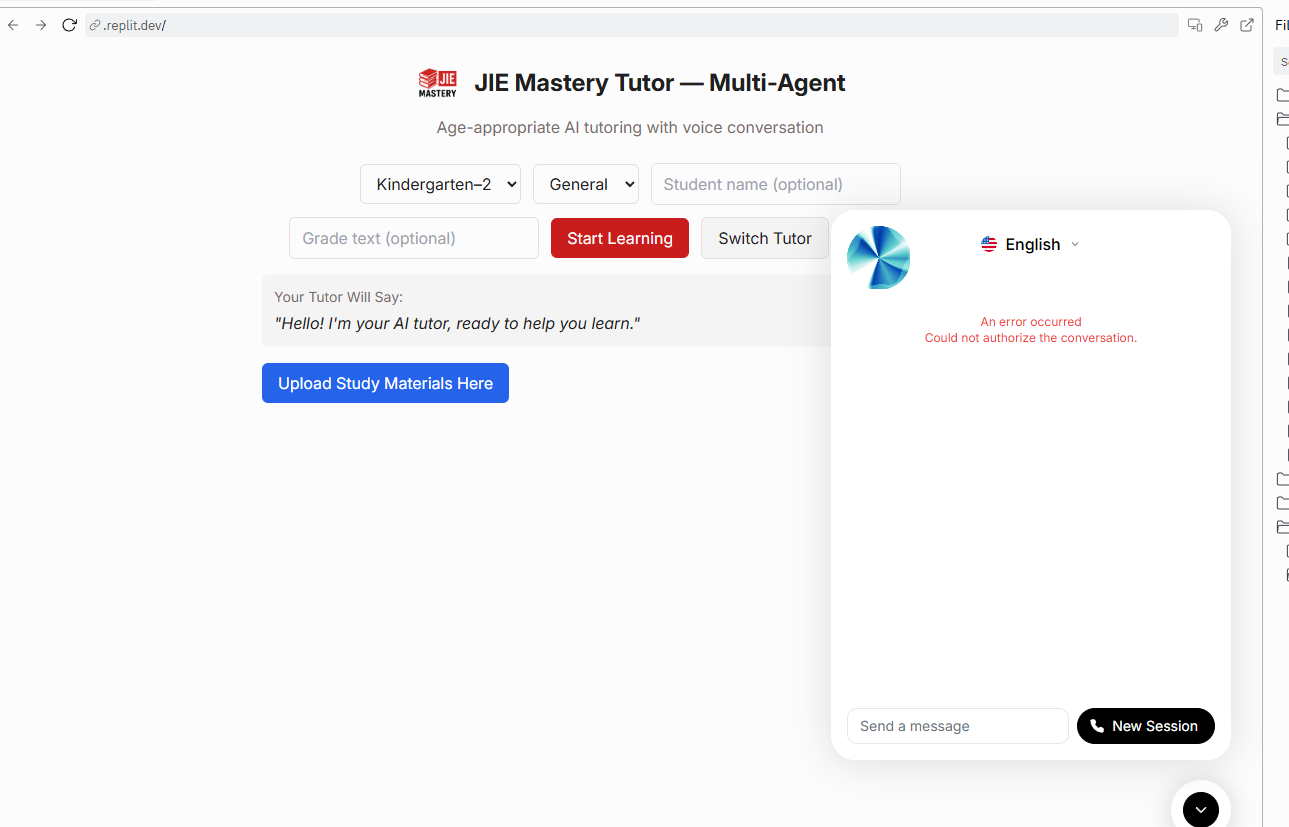 .replit.dev/
Fil
JIE
MASTERY
JIE Mastery Tutor — Multi-Agent
Age-appropriate AI tutoring with voice conversation
Kindergarten–2
General
Student name (optional)
Grade text (optional)
Start Learning
Switch Tutor
Your Tutor Will Say:
"Hello! I'm your AI tutor, ready to help you learn."
Upload Study Materials Here
English
An error occurred
Could not authorize the conversation.
Send a message
New Session